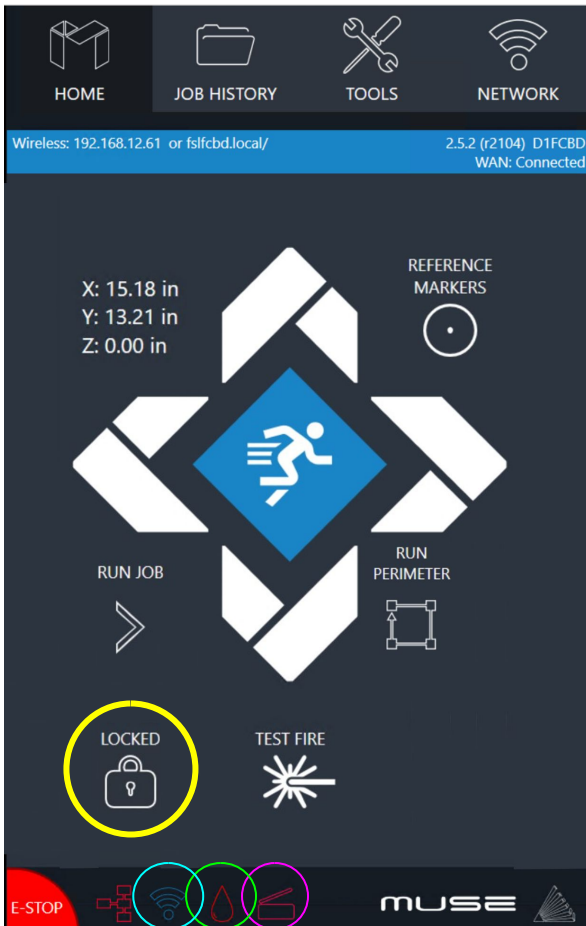 HOME JOB HISTORY TOOLS NETWORK
Wireless: 192.168.12.61 or fslfcbd.local/ 2.5.2 (r2104) D1FCBD
WAN: Connected
REFERENCE
MARKERS
X: 15.18 in
Y: 13.21 in
Z: 0.00 in
RUN JOB
RUN
PERIMETER
LOCKED
TEST FIRE
E-STOP
muse